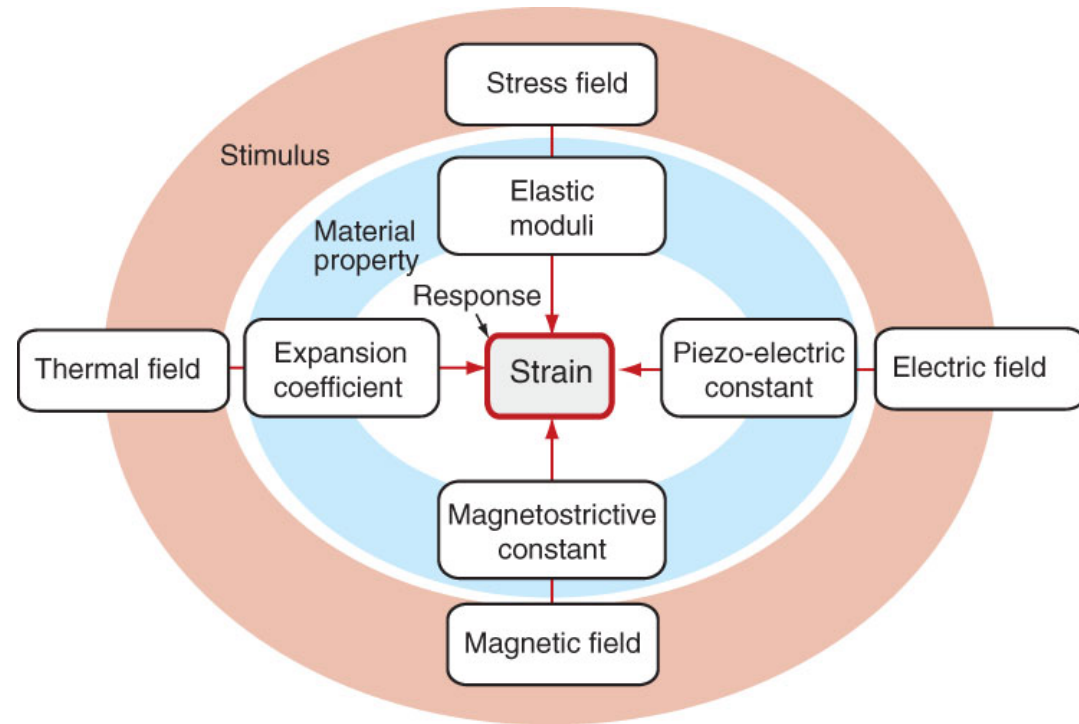 Stress field
Stimulus
Elastic
moduli
Material
property
Response
Thermal field
Expansion
coefficient
Strain
Piezo-electric
constant
Electric field
Magnetostrictive
constant
Magnetic field